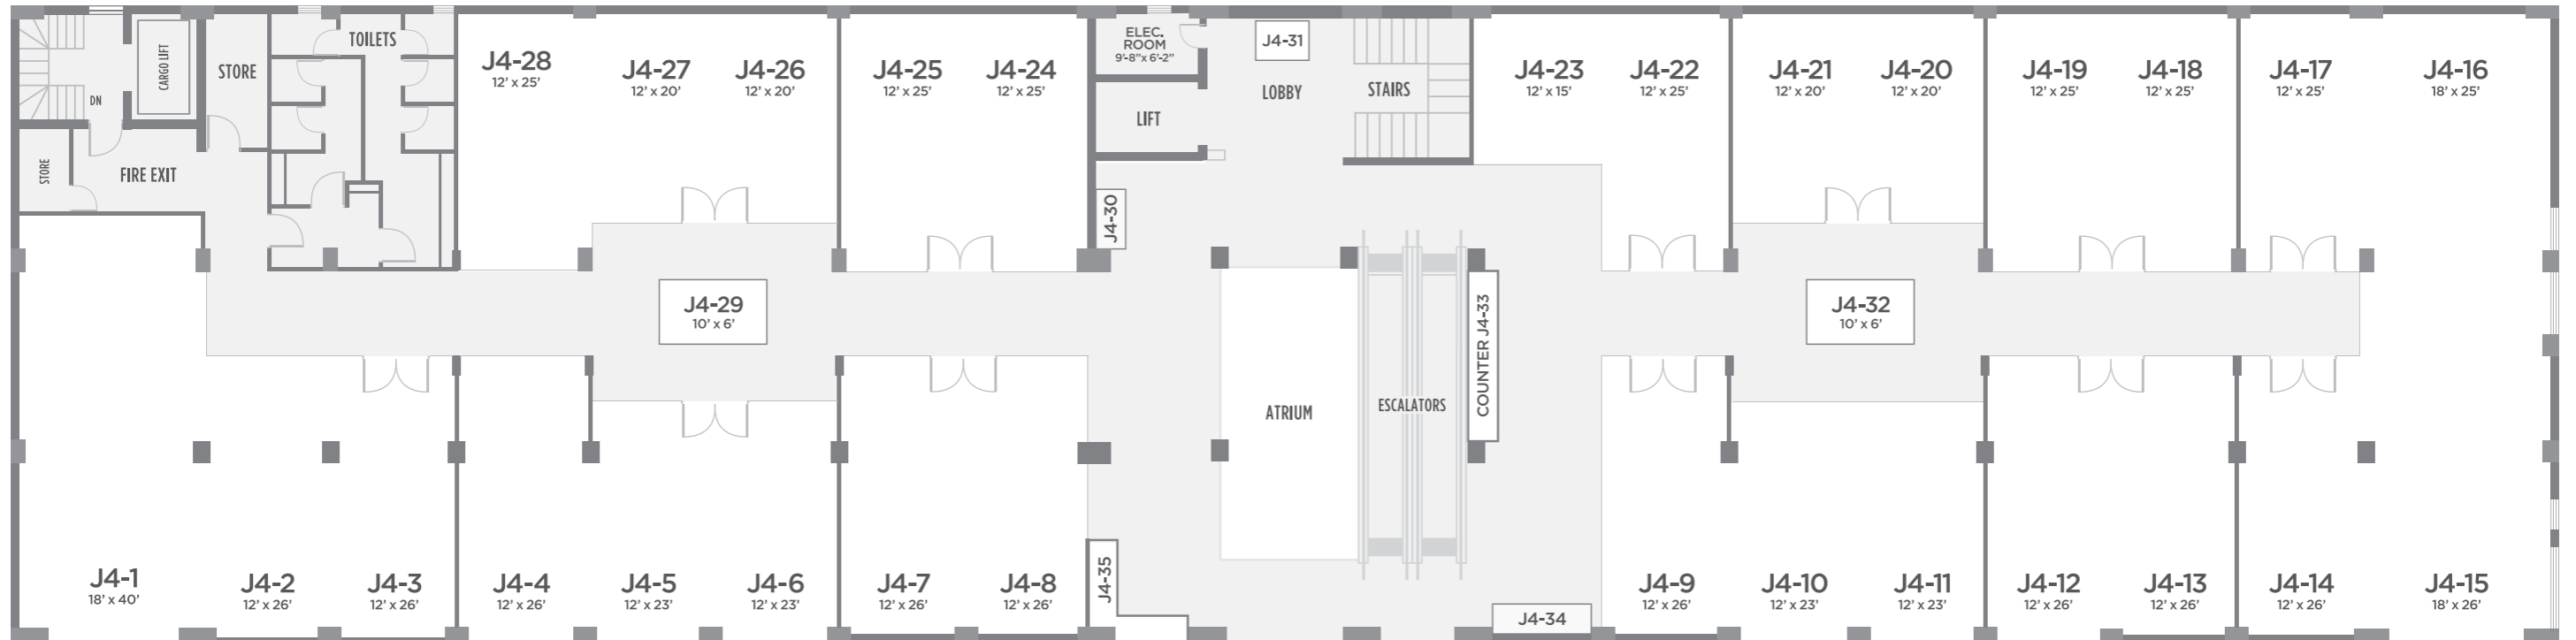 CARGO LIFT
DN
STORE
TOILETS
STORE
FIRE EXIT
J4-28
12' x 25'
J4-27
12' x 20'
J4-26
12' x 20'
J4-25
12' x 25'
J4-24
12' x 25'
ELEC.
ROOM
9'-8"x 6'-2"
LIFT
J4-31
LOBBY
STAIRS
J4-23
12' x 15'
J4-22
12' x 25'
J4-21
12' x 20'
J4-20
12' x 20'
J4-19
12' x 25'
J4-18
12' x 25'
J4-17
12' x 25'
J4-16
18' x 25'
J4-30
J4-29
10' x 6'
COUNTER J4-33
J4-32
10' x 6'
ATRIUM
ESCALATORS
J4-1
18' x 40'
J4-2
12' x 26'
J4-3
12' x 26'
J4-4
12' x 26'
J4-5
12' x 23'
J4-6
12' x 23'
J4-7
12' x 26'
J4-8
12' x 26'
J4-35
J4-34
J4-9
12' x 26'
J4-10
12' x 23'
J4-11
12' x 23'
J4-12
12' x 26'
J4-13
12' x 26'
J4-14
12' x 26'
J4-15
18' x 26'